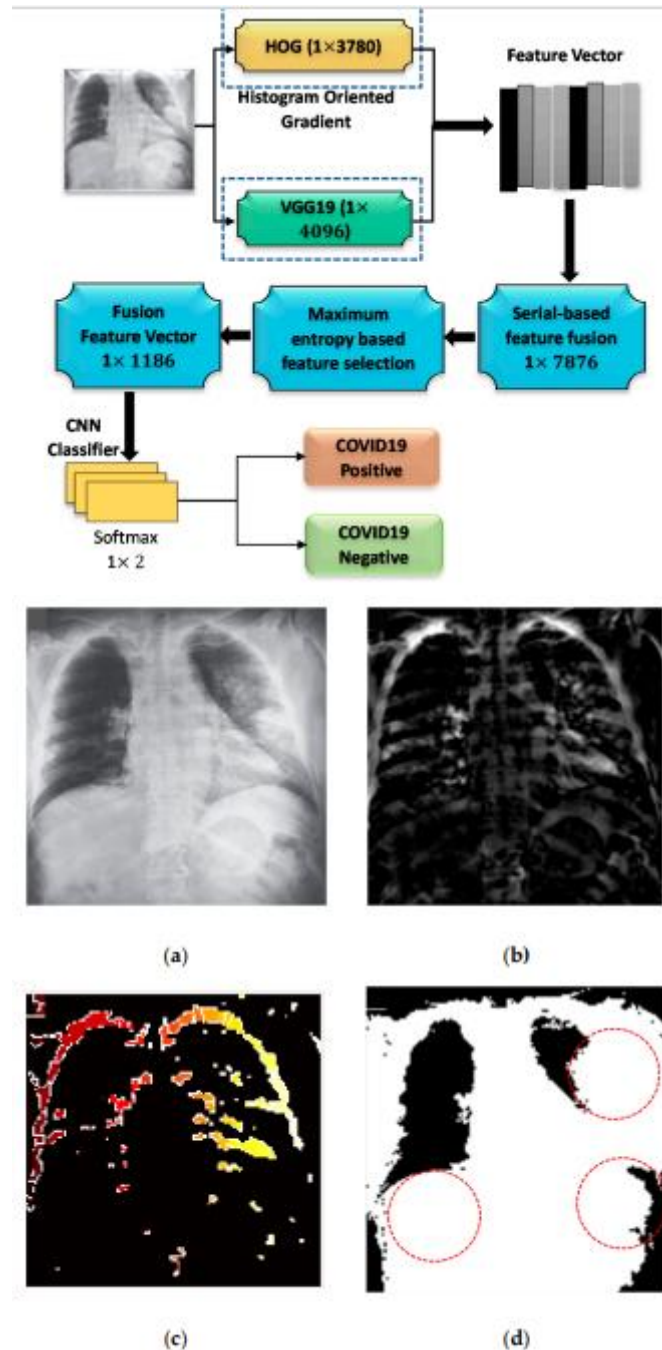 HOG (1×3780)
Histogram Oriented
Gradient
VGG19 (1×
4096)
Feature Vector
Fusion
Feature Vector
1× 1186
Maximum
entropy based
feature selection
Serial-based
feature fusion
1× 7876
CNN
Classifier
Softmax
1× 2
COVID19
Positive
COVID19
Negative
(a)
(b)
(c)
(d)